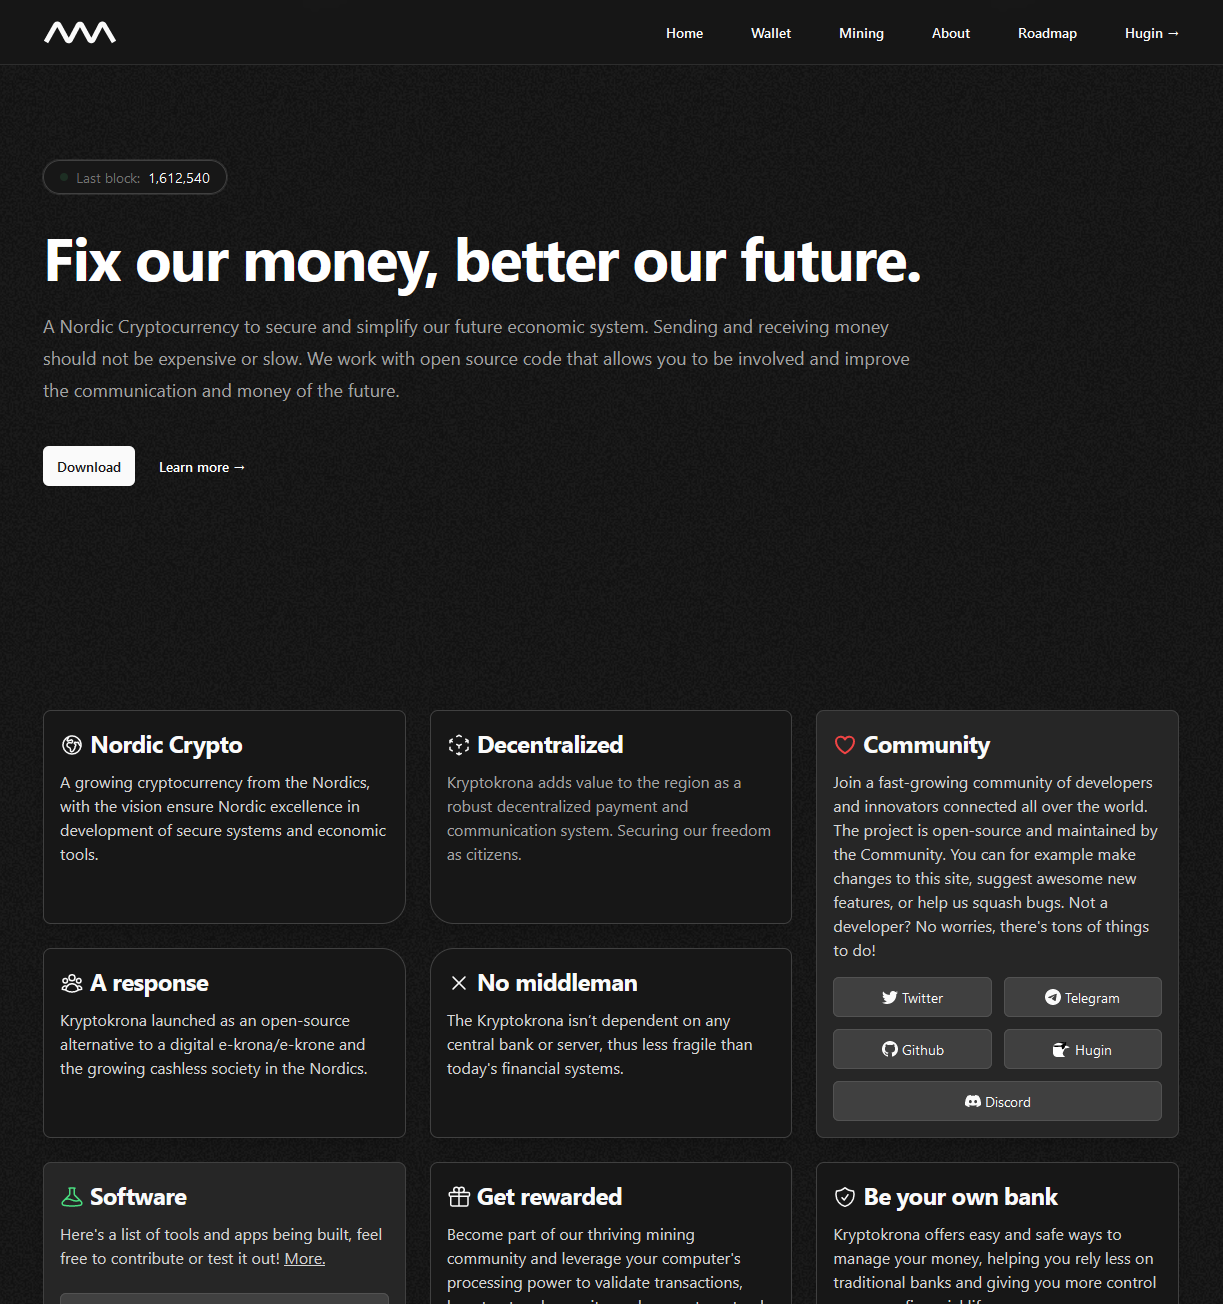 Home
Wallet
Mining
About
Roadmap
Hugin →
Last block: 1,612,540
Fix our money, better our future.
A Nordic Cryptocurrency to secure and simplify our future economic system. Sending and receiving money
should not be expensive or slow. We work with open source code that allows you to be involved and improve
the communication and money of the future.
Download
Learn more →
Nordic Crypto
A growing cryptocurrency from the Nordics,
with the vision ensure Nordic excellence in
development of secure systems and economic
tools.
Decentralized
Kryptokrona adds value to the region as a
robust decentralized payment and
communication system. Securing our freedom
as citizens.
Community
Join a fast-growing community of developers
and innovators connected all over the world.
The project is open-source and maintained by
the Community. You can for example make
changes to this site, suggest awesome new
features, or help us squash bugs. Not a
developer? No worries, there's tons of things
to do!
Twitter
Telegram
Github
Hugin
Discord
A response
Kryptokrona launched as an open-source
alternative to a digital e-krona/e-krone and
the growing cashless society in the Nordics.
No middleman
The Kryptokrona isn’t dependent on any
central bank or server, thus less fragile than
today's financial systems.
Software
Here's a list of tools and apps being built, feel
free to contribute or test it out! More.
Get rewarded
Become part of our thriving mining
community and leverage your computer's
processing power to validate transactions,
Be your own bank
Kryptokrona offers easy and safe ways to
manage your money, helping you rely less on
traditional banks and giving you more control